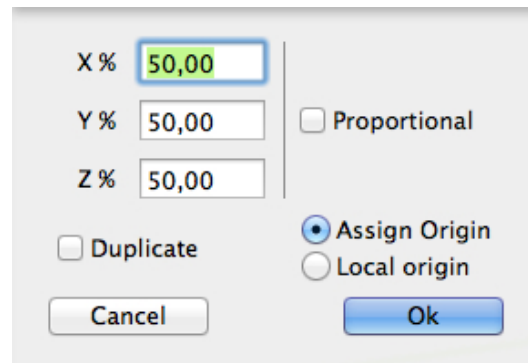 X % 50,00
Y % 50,00
Proportional
Z % 50,00
Duplicate
Assign Origin
Local origin
Cancel
Ok